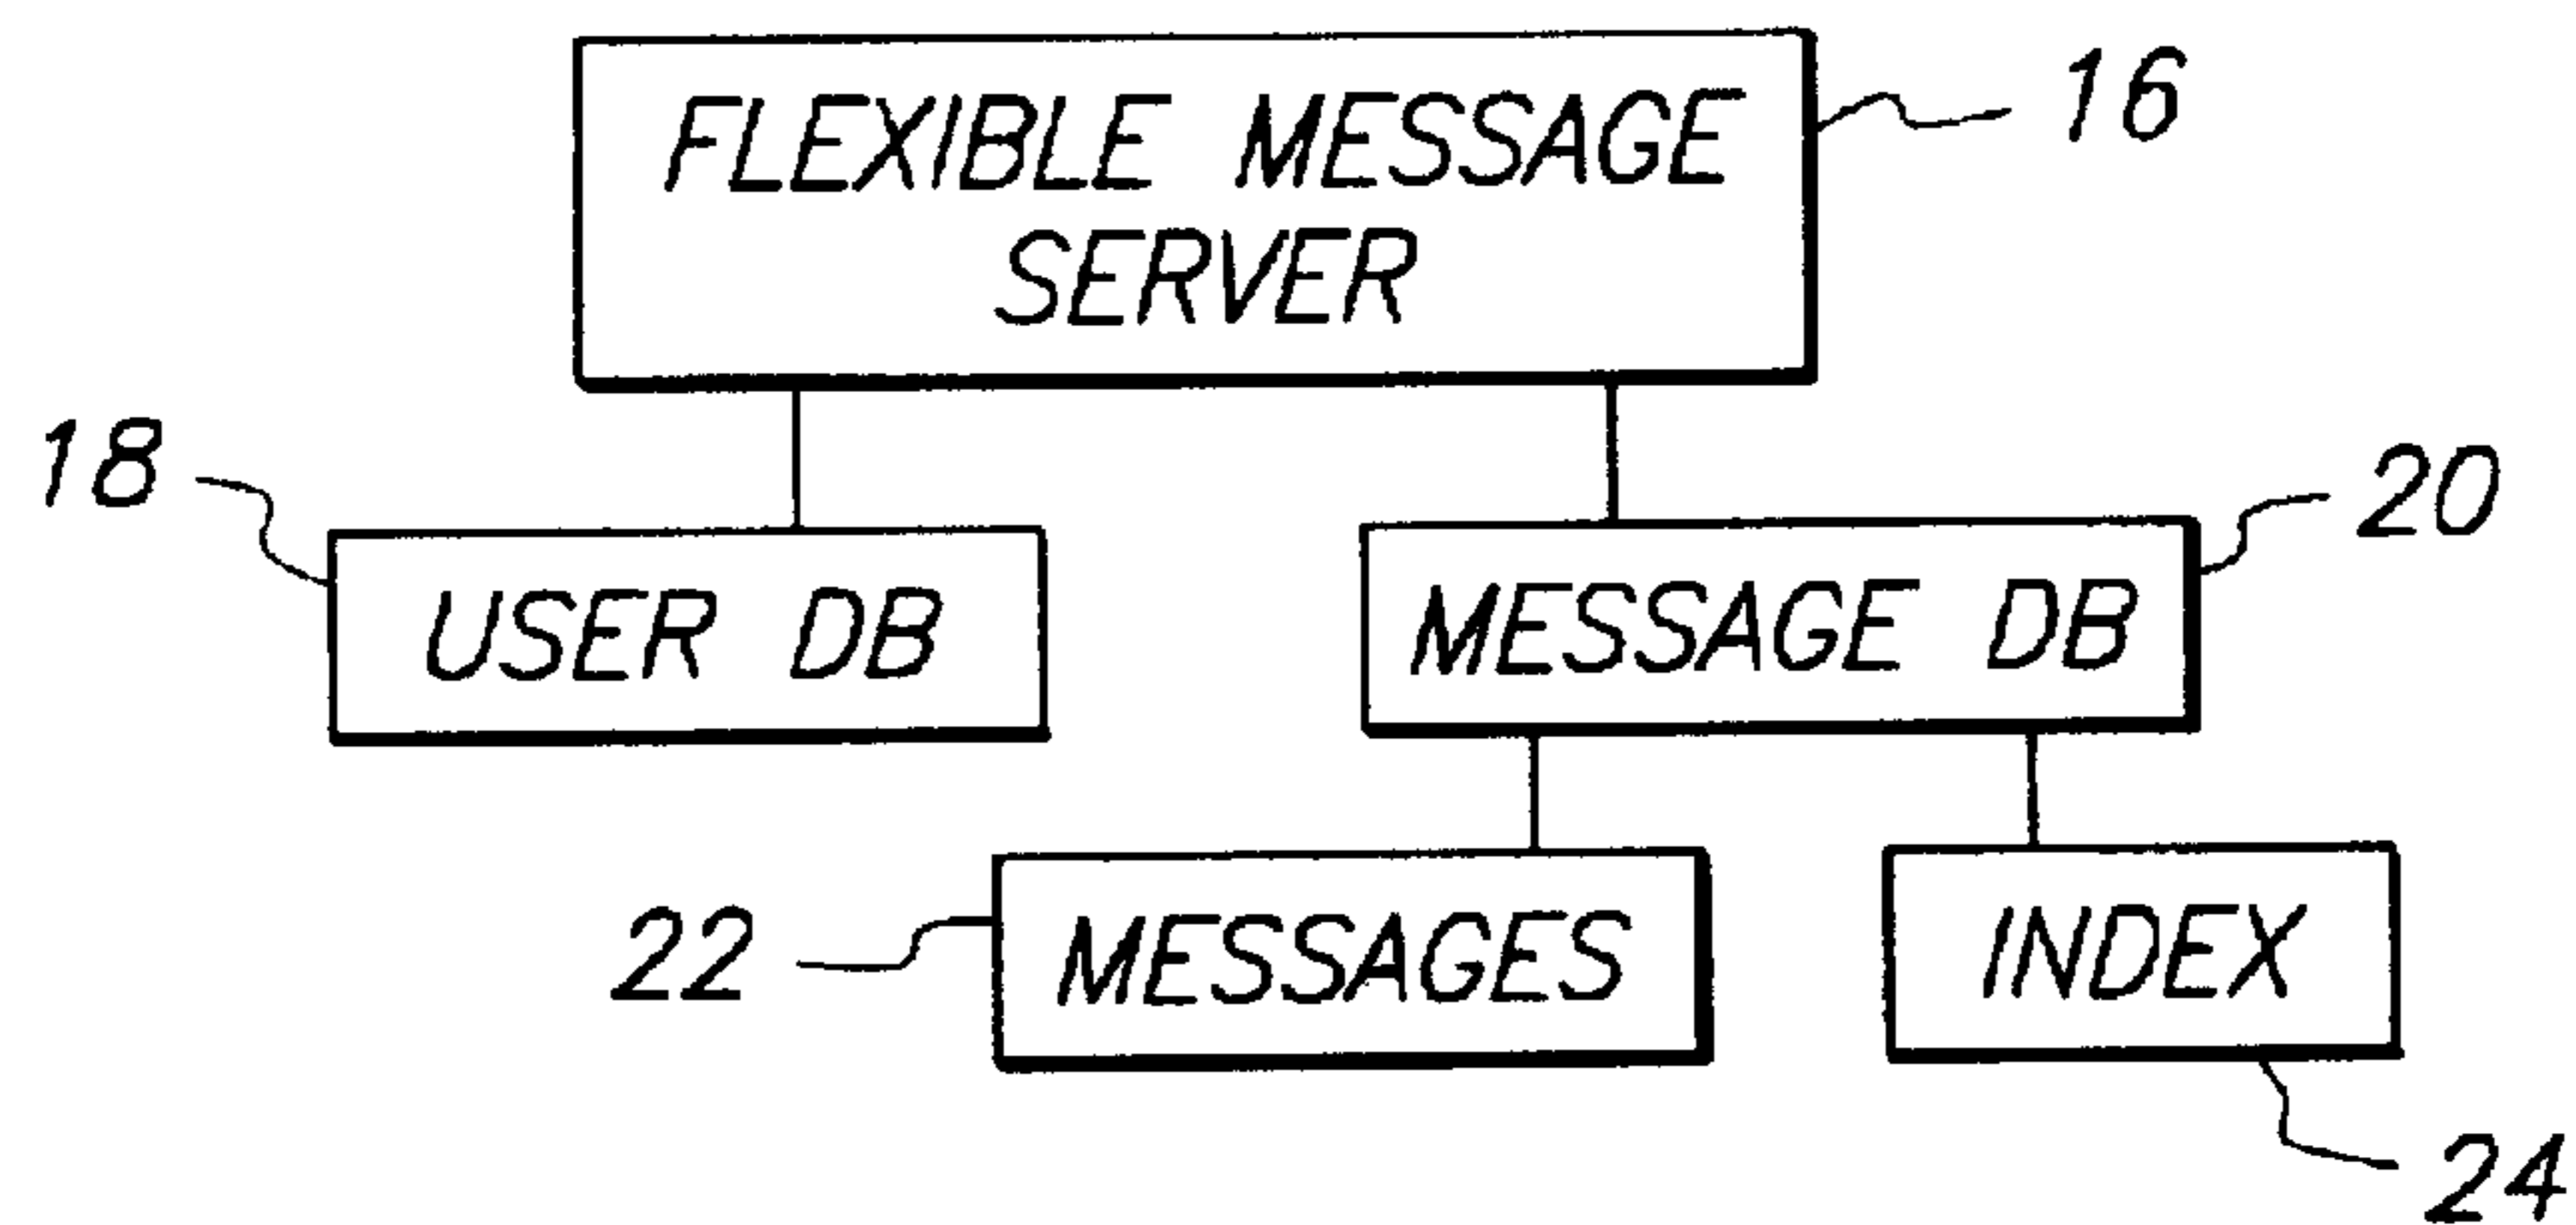 FLEXIBLE MESSAGE
SERVER
16
18
20
USER DB
MESSAGE DB
22
MESSAGES
INDEX
24